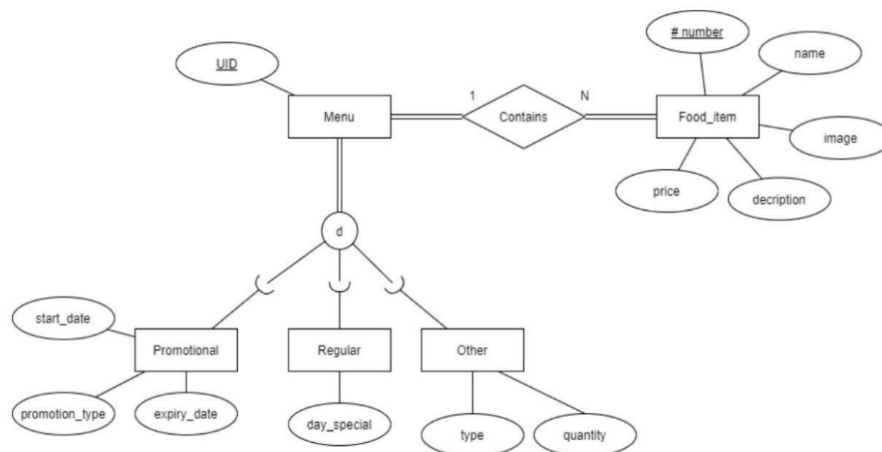 # number
name
UID
1
N
Menu
Contains
Food_item
image
price
decription
d
start_date
Promotional
Regular
Other
promotion_type
expiry_date
day_special
type
quantity